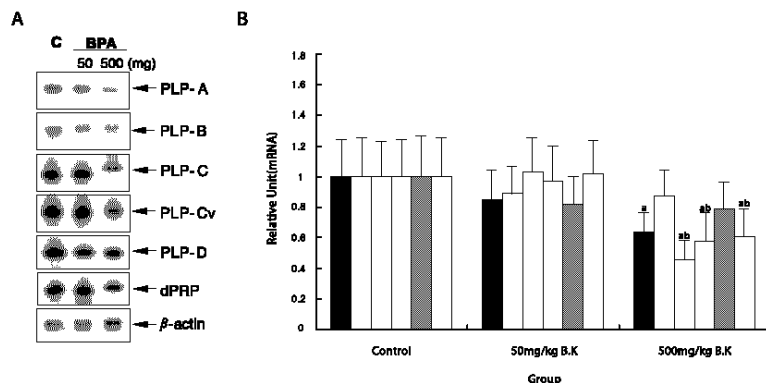 A
C BPA
50 500 (mg)
PLP-A
PLP-B
PLP-C
PLP-Cv
PLP-D
dPRP
β-actin
B
Relative Unit(mRNA)
1.8
1.6
1.4
1.2
1
0.8
0.6
0.4
0.2
0
a
ab
ab
ab
Control 50mg/kg B.K 500mg/kg B.K
Group